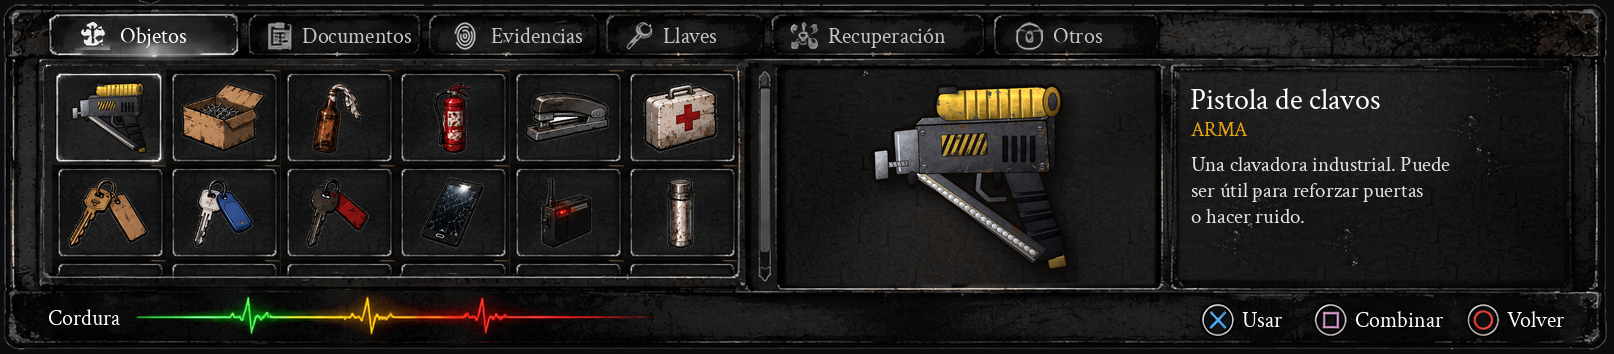 Objetos
Documentos
Evidencias
Llaves
Recuperación
Otros
Pistola de clavos
ARMA
Una clavadora industrial. Puede
ser útil para reforzar puertas
o hacer ruido.
Cordura
Usar
Combinar
Volver